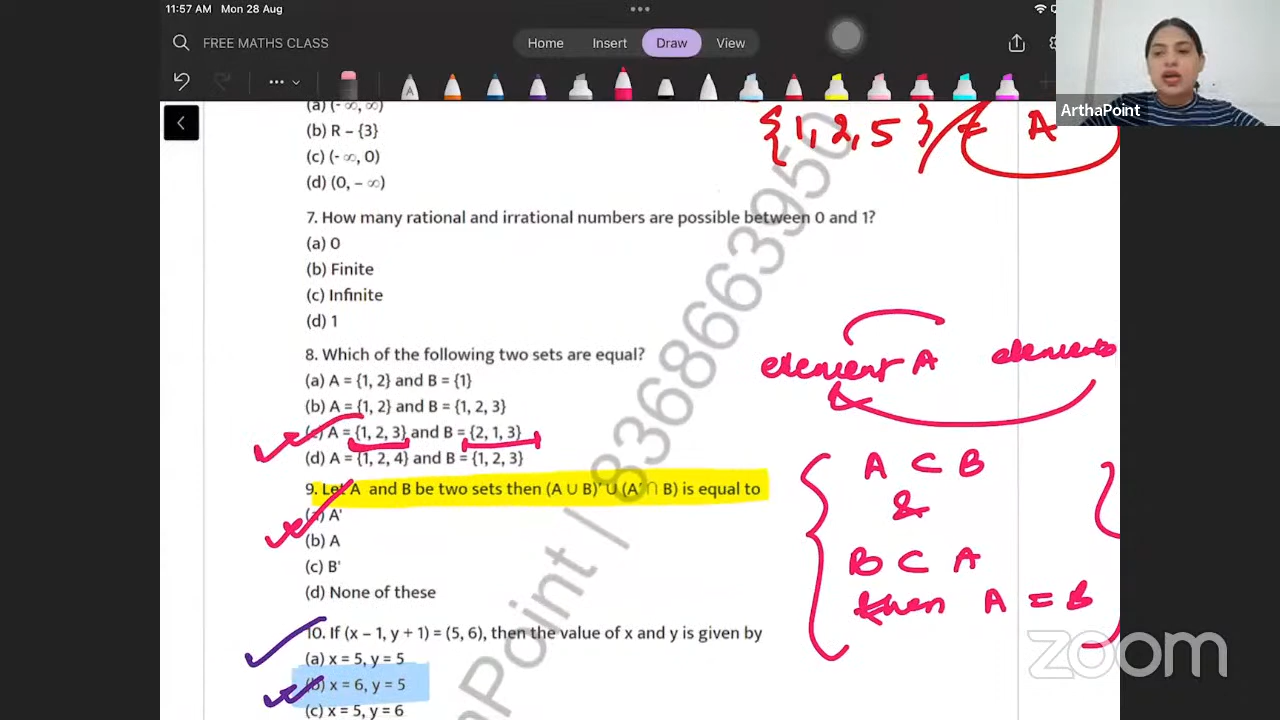 11:57 AM Mon 28 Aug
FREE MATHS CLASS
Home Insert Draw View
ArthaPoint
(a) (- ∞, ∞)
(b) R – {3}
(c) (- ∞, 0)
(d) (0, – ∞)
{1, 2, 5} ≠ A
7. How many rational and irrational numbers are possible between 0 and 1?
(a) 0
(b) Finite
(c) Infinite
(d) 1
8. Which of the following two sets are equal?
(a) A = {1, 2} and B = {1}
(b) A = {1, 2} and B = {1, 2, 3}
(c) A = {1, 2, 3} and B = {2, 1, 3}
(d) A = {1, 2, 4} and B = {1, 2, 3}
9. Let A and B be two sets then (A ∪ B)' ∪ (A' ∩ B) is equal to
(a) A'
(b) A
(c) B'
(d) None of these
10. If (x – 1, y + 1) = (5, 6), then the value of x and y is given by
(a) x = 5, y = 5
(b) x = 6, y = 5
(c) x = 5, y = 6
element A elements
A ⊂ B
&
B ⊂ A
then A = B
Point | 8368663950
zoom